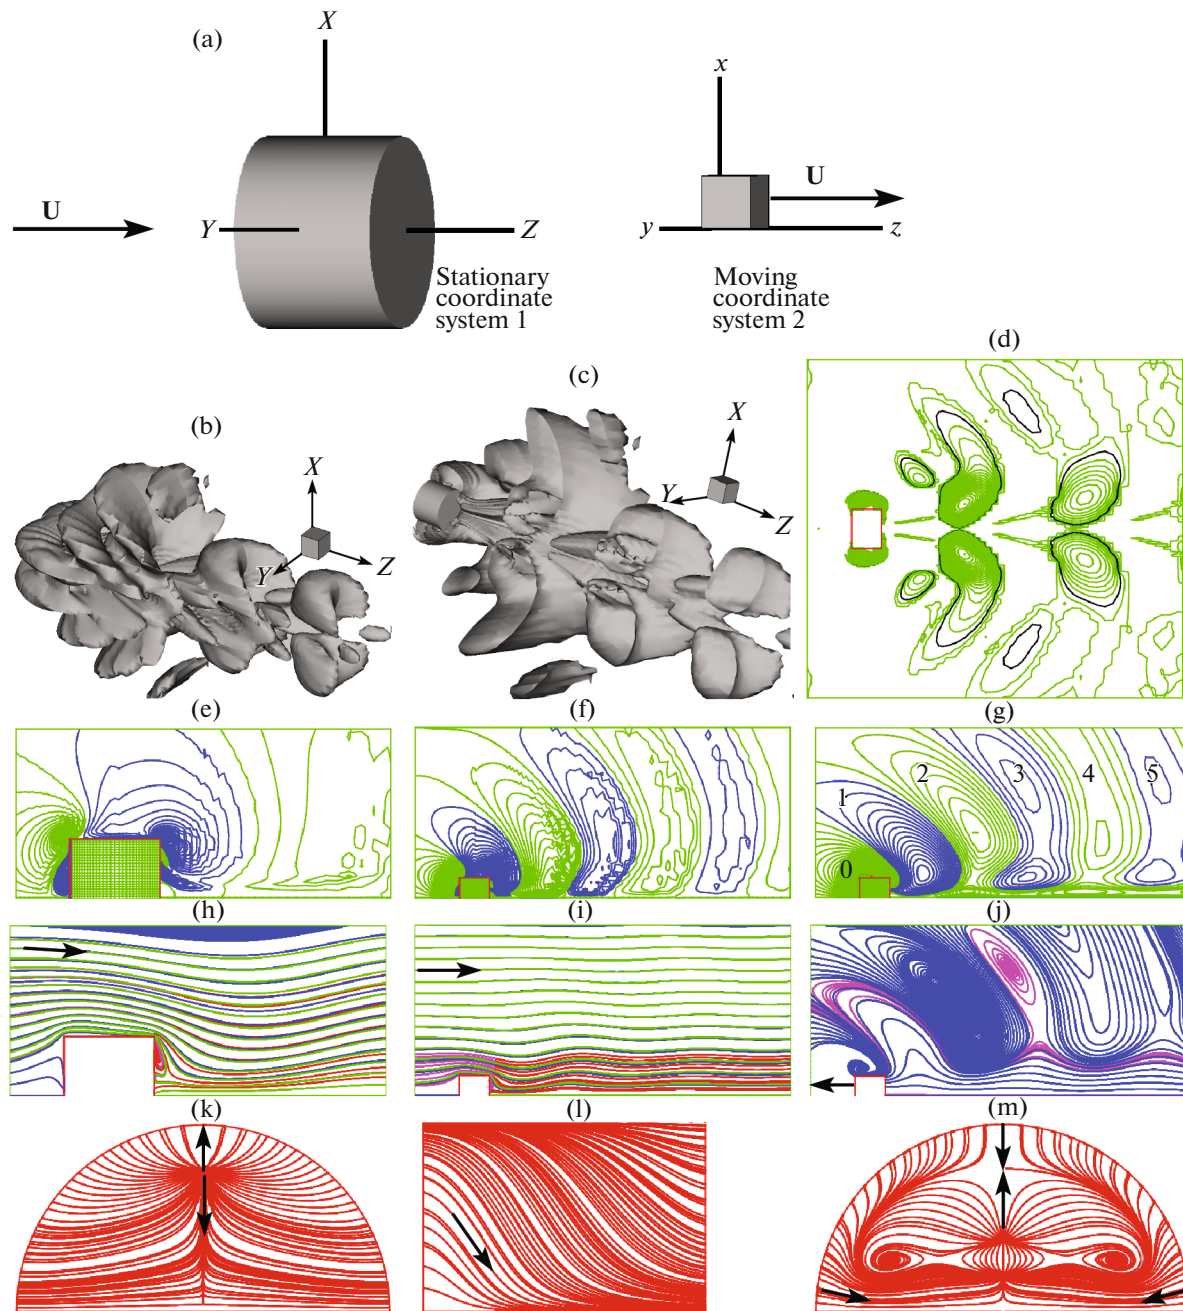 (a)
X
x
U
Y
Z
U
y
z
Stationary
coordinate
system 1
Moving
coordinate
system 2
(b)
X
Y
Z
(c)
X
Y
Z
(d)
(e)
(f)
(g)
0
1
2
3
4
5
(h)
(i)
(j)
(k)
(l)
(m)